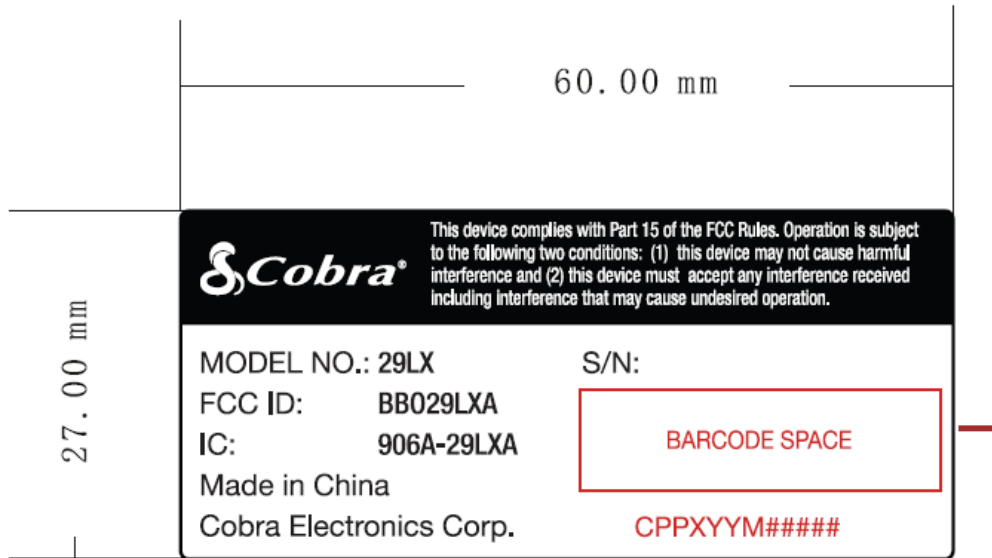 60.00 mm
27.00 mm
Cobra®
This device complies with Part 15 of the FCC Rules. Operation is subject
to the following two conditions: (1) this device may not cause harmful
interference and (2) this device must accept any interference received
including interference that may cause undesired operation.
MODEL NO.: 29LX
FCC ID: BBO29LXA
IC: 906A-29LXA
Made in China
Cobra Electronics Corp.
S/N:
BARCODE SPACE
CPPXYYM#####